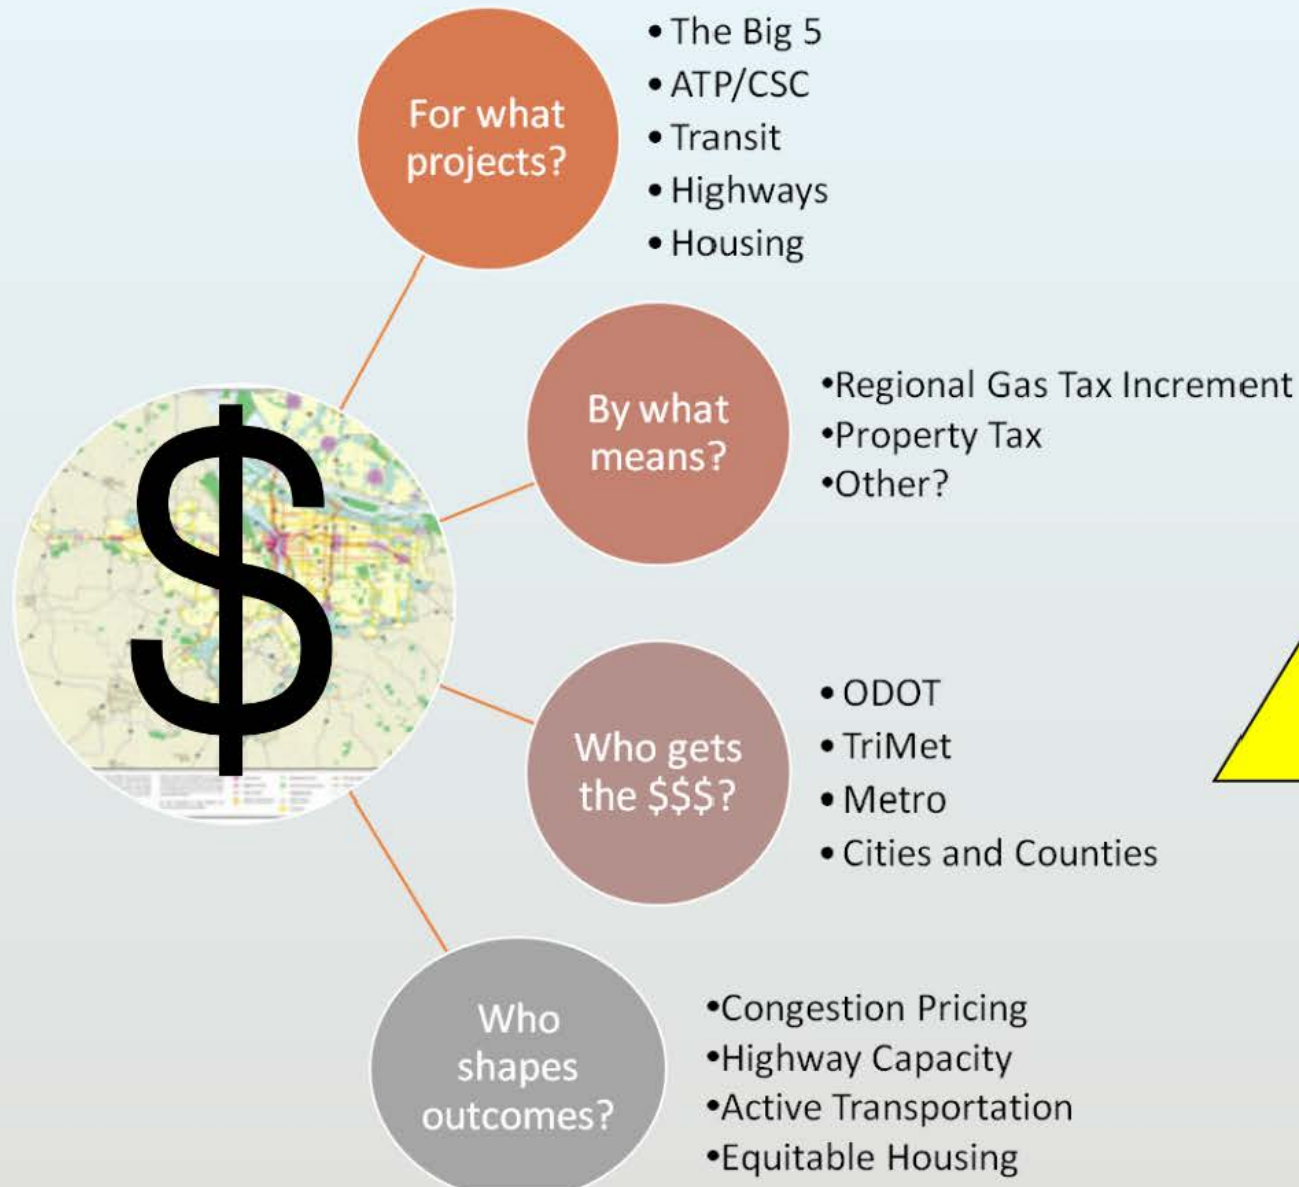 For what
projects?
• The Big 5
• ATP/CSC
• Transit
• Highways
• Housing
By what
means?
•Regional Gas Tax Increment
•Property Tax
•Other?
$
Who gets
the $$$?
• ODOT
• TriMet
• Metro
• Cities and Counties
Who
shapes
outcomes?
•Congestion Pricing
•Highway Capacity
•Active Transportation
•Equitable Housing